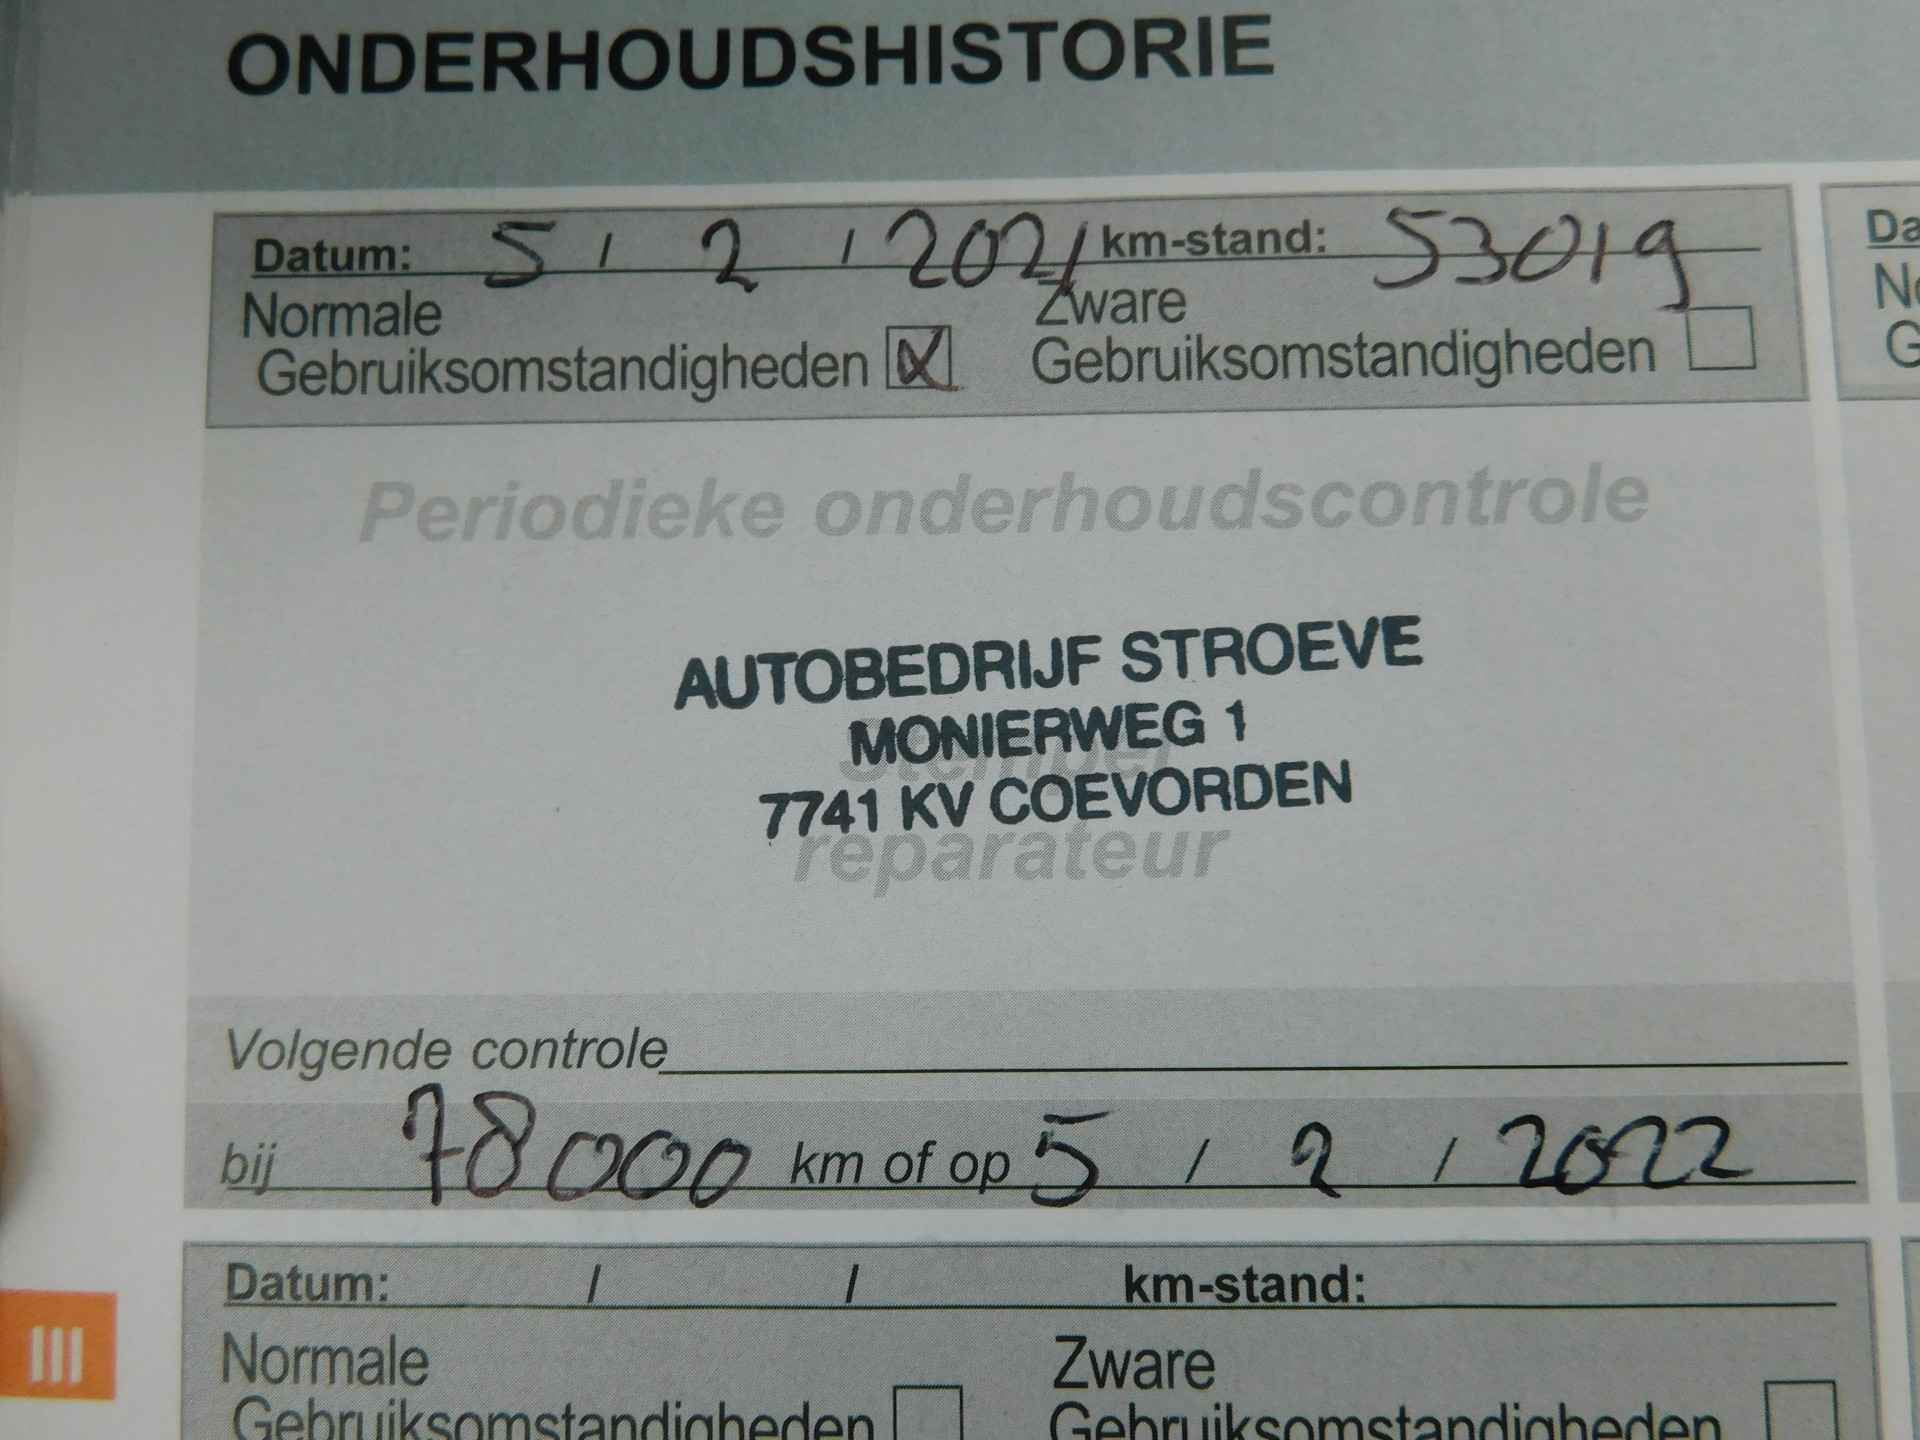 ONDERHOUDSHISTORIE
Datum: 5 / 2 / 2021 km-stand: 53019
Normale Zware
Gebruiksomstandigheden Gebruiksomstandigheden
Periodieke onderhoudscontrole
AUTOBEDRIJF STROEVE
MONIERWEG 1
Stempel
7741 KV COEVORDEN
reparateur
Volgende controle
bij 78000 km of op 5 / 2 / 2022
Datum: / / km-stand:
Normale Zware
Gebruiksomstandigheden Gebruiksomstandigheden
III